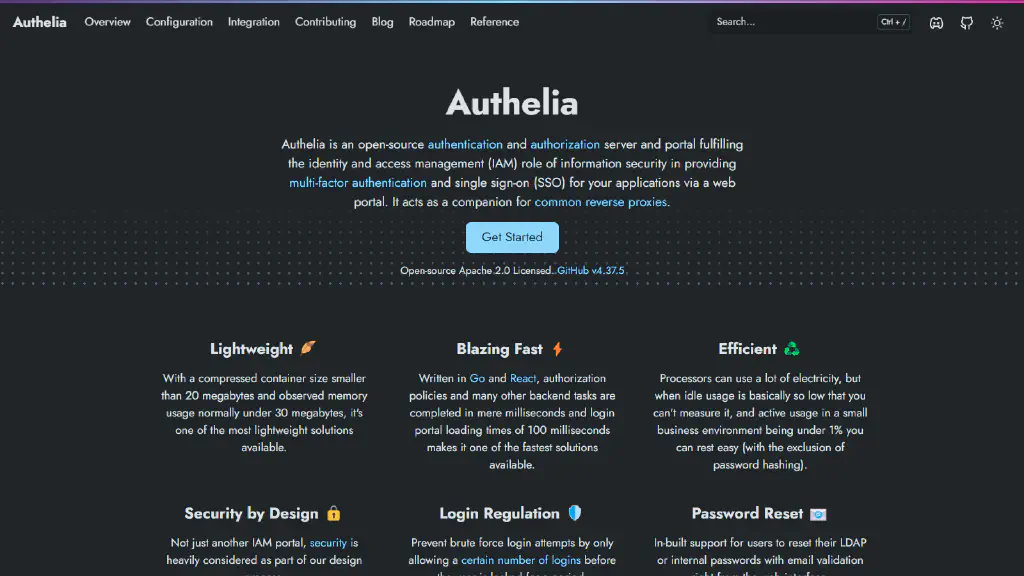 Authelia
Overview
Configuration
Integration
Contributing
Blog
Roadmap
Reference
Search...
Ctrl + /
Authelia
Authelia is an open-source authentication and authorization server and portal fulfilling
the identity and access management (IAM) role of information security in providing
multi-factor authentication and single sign-on (SSO) for your applications via a web
portal. It acts as a companion for common reverse proxies.
Get Started
Open-source Apache 2.0 Licensed. GitHub v4.37.5
Lightweight
With a compressed container size smaller
than 20 megabytes and observed memory
usage normally under 30 megabytes, it's
one of the most lightweight solutions
available.
Blazing Fast
Written in Go and React, authorization
policies and many other backend tasks are
completed in mere milliseconds and login
portal loading times of 100 milliseconds
makes it one of the fastest solutions
available.
Efficient
Processors can use a lot of electricity, but
when idle usage is basically so low that you
can't measure it, and active usage in a small
business environment being under 1% you
can rest easy (with the exclusion of
password hashing).
Security by Design
Not just another IAM portal, security is
heavily considered as part of our design
Login Regulation
Prevent brute force login attempts by only
allowing a certain number of logins before
Password Reset
In-built support for users to reset their LDAP
or internal passwords with email validation